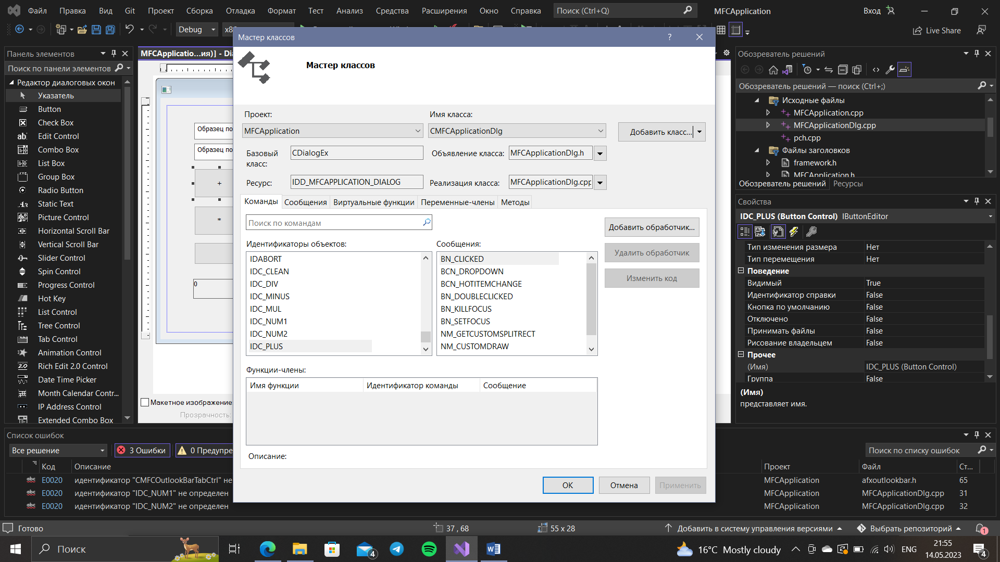 Файл Правка Вид Git Проект Сборка Отладка Формат Тест Анализ Средства Расширения Окно Справка Поиск (Ctrl+Q) MFCApplication Вход
Debug x8 Live Share
Мастер классов ?
Мастер классов
Панель элементов
Поиск по панели элементов
Редактор диалоговых окон
Указатель
Button
Check Box
Edit Control
Combo Box
List Box
Group Box
Radio Button
Static Text
Picture Control
Horizontal Scroll Bar
Vertical Scroll Bar
Slider Control
Spin Control
Progress Control
Hot Key
List Control
Tree Control
Tab Control
Animation Control
Rich Edit 2.0 Control
Date Time Picker
Month Calendar Contr...
IP Address Control
Extended Combo Box
MFCApplicatio...ия)] - Dia
Образец по
Образец по
+
*
0
Макетное изображение
Прозрачность:
Проект: Имя класса:
MFCApplication CMFCApplicationDlg Добавить класс...
Базовый класс: CDialogEx Объявление класса: MFCApplicationDlg.h
Ресурс: IDD_MFCAPPLICATION_DIALOG Реализация класса: MFCApplicationDlg.cpp
Команды Сообщения Виртуальные функции Переменные-члены Методы
Поиск по командам
Добавить обработчик...
Удалить обработчик
Изменить код
Идентификаторы объектов:
IDABORT
IDC_CLEAN
IDC_DIV
IDC_MINUS
IDC_MUL
IDC_NUM1
IDC_NUM2
IDC_PLUS
Сообщения:
BN_CLICKED
BCN_DROPDOWN
BCN_HOTITEMCHANGE
BN_DOUBLECLICKED
BN_KILLFOCUS
BN_SETFOCUS
NM_GETCUSTOMSPLITRECT
NM_CUSTOMDRAW
Функции-члены:
Имя функции Идентификатор команды Сообщение
Описание:
OK Отмена Применить
Обозреватель решений
Обозреватель решений — поиск (Ctrl+;)
Исходные файлы
MFCApplication.cpp
MFCApplicationDlg.cpp
pch.cpp
Файлы заголовков
framework.h
MFCApplication.h
Обозреватель решений Ресурсы
Свойства
IDC_PLUS (Button Control) IButtonEditor
Тип изменения размера Нет
Тип перемещения Нет
Поведение
Видимый True
Идентификатор справки False
Кнопка по умолчанию False
Отключено False
Принимать файлы False
Рисование владельцем False
Прочее
(Имя) IDC_PLUS (Button Control)
Группа False
(Имя)
представляет имя.
Список ошибок
Все решение 3 Ошибки 0 Предупре Поиск по списку ошибок
Код Описание Проект Файл Ст...
abc E0020 идентификатор "CMFCOutlookBarTabCtrl" не MFCApplication afxoutlookbar.h 65
abc E0020 идентификатор "IDC_NUM1" не определен MFCApplication MFCApplicationDlg.cpp 31
abc E0020 идентификатор "IDC_NUM2" не определен MFCApplication MFCApplicationDlg.cpp 32
Готово 37 , 68 55 x 28 Добавить в систему управления версиями Выбрать репозиторий 1
Поиск 4 16°C Mostly cloudy ENG 21:55
14.05.2023 4